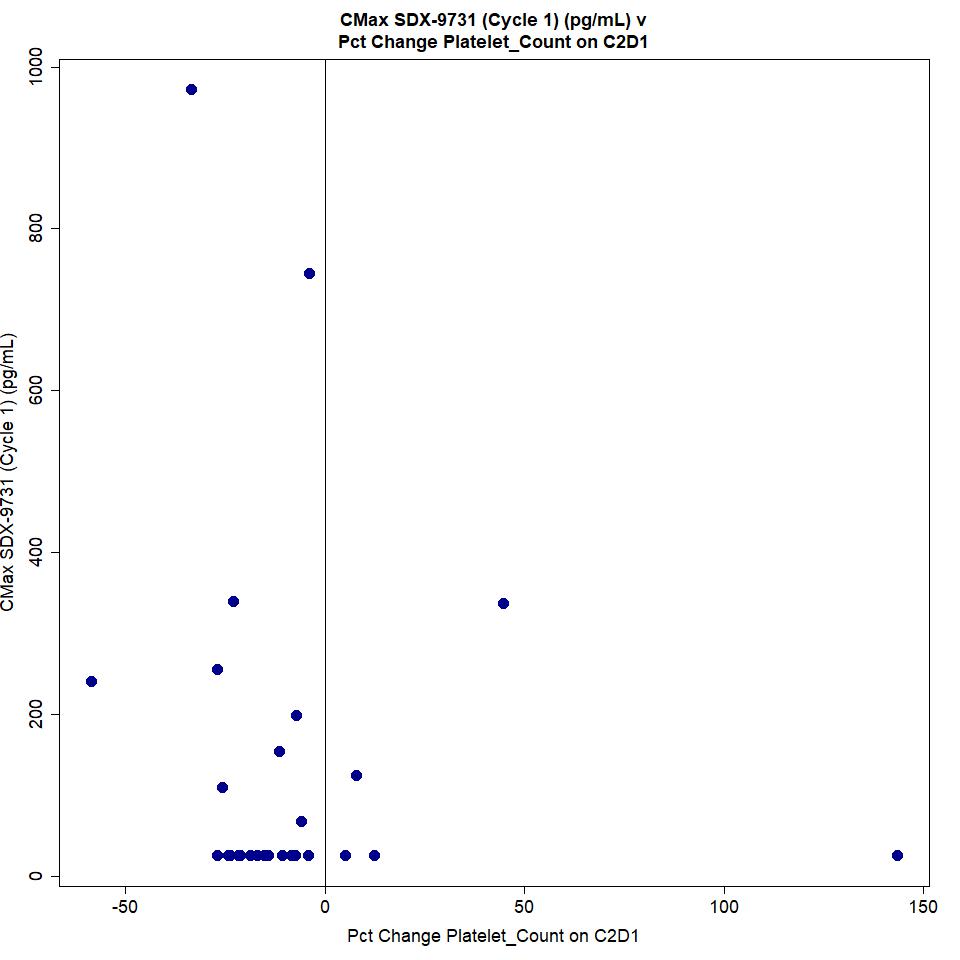 CMax SDX-9731 (Cycle 1) (pg/mL) v
Pct Change Platelet_Count on C2D1
CMax SDX-9731 (Cycle 1) (pg/mL)
1000
800
600
400
200
0
-50
0
50
100
150
Pct Change Platelet_Count on C2D1